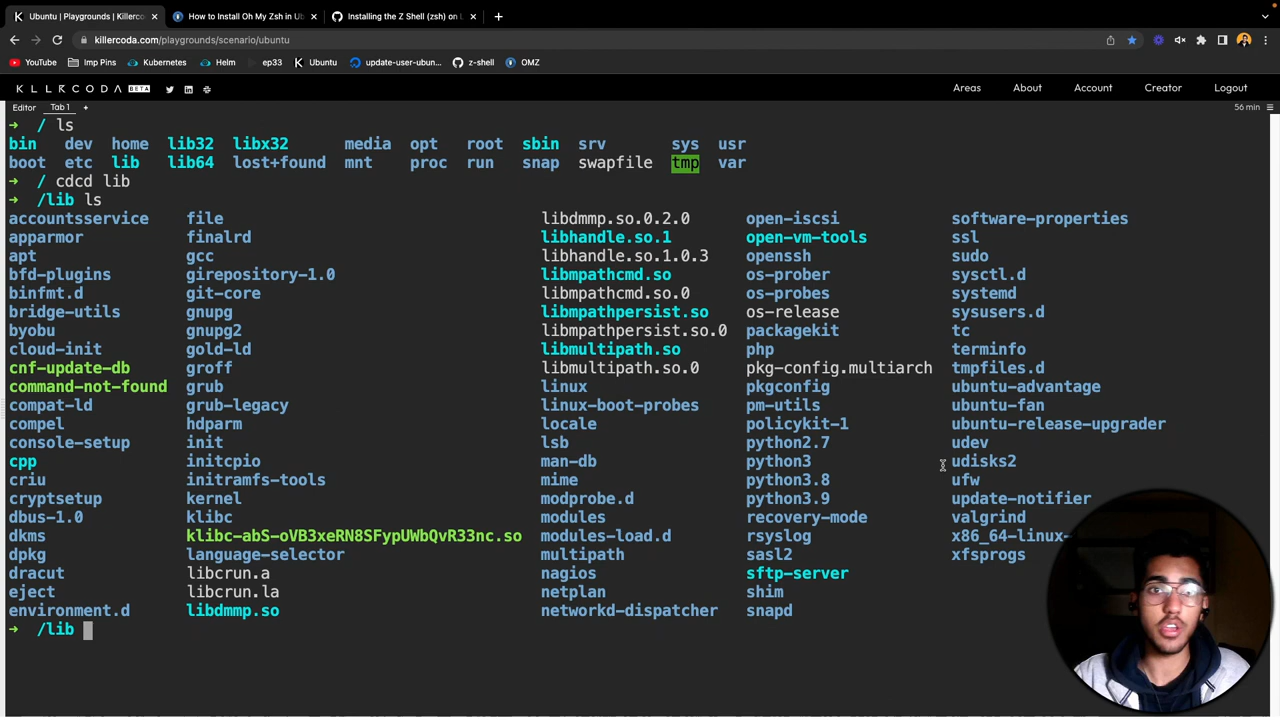 Ubuntu | Playgrounds | Killerco
How to Install Oh My Zsh in Ub
Installing the Z Shell (zsh) on L
killercoda.com/playgrounds/scenario/ubuntu
YouTube Imp Pins Kubernetes Helm ep33 Ubuntu update-user-ubun... z-shell OMZ
KLLRCODA BETA Areas About Account Creator Logout
Editor Tab 1 + 56 min
→ / ls
bin dev home lib32 libx32 media opt root sbin srv sys usr
boot etc lib lib64 lost+found mnt proc run snap swapfile tmp var
→ / cdcd lib
→ /lib ls
accountsservice file libdmmp.so.0.2.0 open-iscsi software-properties
apparmor finalrd libhandle.so.1 open-vm-tools ssl
apt gcc libhandle.so.1.0.3 openssh sudo
bfd-plugins girepository-1.0 libmpathcmd.so os-prober sysctl.d
binfmt.d git-core libmpathcmd.so.0 os-probes systemd
bridge-utils gnupg libmpathpersist.so os-release sysusers.d
byobu gnupg2 libmpathpersist.so.0 packagekit tc
cloud-init gold-ld libmultipath.so php terminfo
cnf-update-db groff libmultipath.so.0 pkg-config.multiarch tmpfiles.d
command-not-found grub linux pkgconfig ubuntu-advantage
compat-ld grub-legacy linux-boot-probes pm-utils ubuntu-fan
compel hdparm locale policykit-1 ubuntu-release-upgrader
console-setup init lsb python2.7 udev
cpp initcpio man-db python3 udisks2
criu initramfs-tools mime python3.8 ufw
cryptsetup kernel modprobe.d python3.9 update-notifier
dbus-1.0 klibc modules recovery-mode valgrind
dkms klibc-abS-oVB3xeRN8SFypUWbQvR33nc.so modules-load.d rsyslog x86_64-linux-
dpkg language-selector multipath sasl2 xfsprogs
dracut libcrun.a nagios sftp-server
eject libcrun.la netplan shim
environment.d libdmmp.so networkd-dispatcher snapd
→ /lib